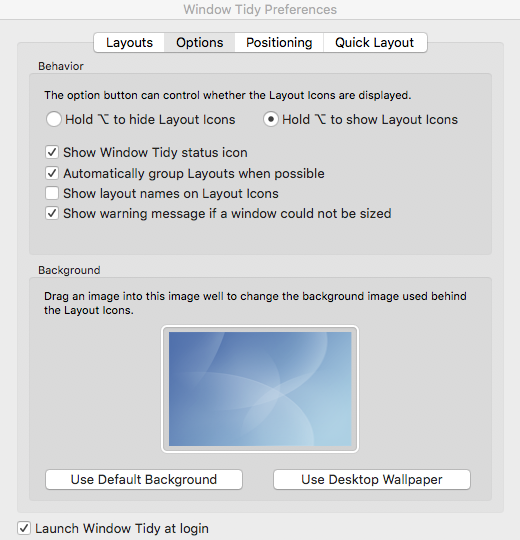 Window Tidy Preferences
Layouts Options Positioning Quick Layout
Behavior
The option button can control whether the Layout Icons are displayed.
Hold ⌥ to hide Layout Icons Hold ⌥ to show Layout Icons
Show Window Tidy status icon
Automatically group Layouts when possible
Show layout names on Layout Icons
Show warning message if a window could not be sized
Background
Drag an image into this image well to change the background image used behind
the Layout Icons.
Use Default Background Use Desktop Wallpaper
Launch Window Tidy at login